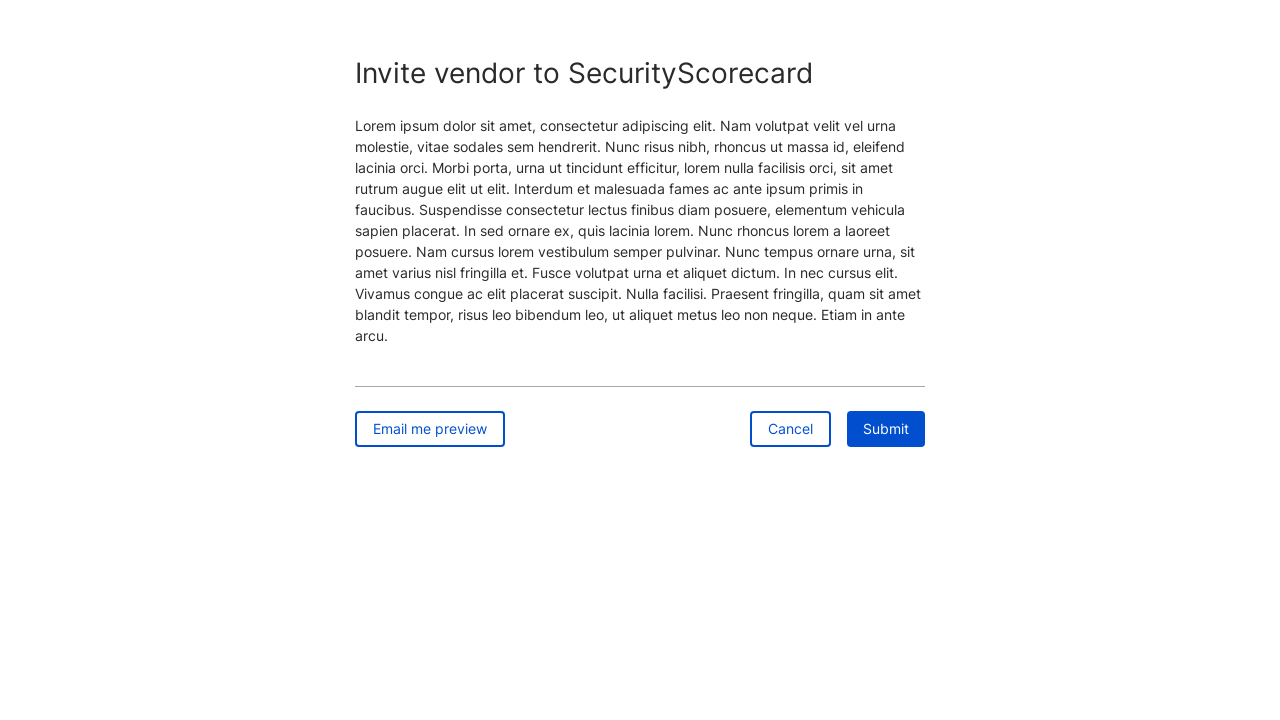 Invite vendor to SecurityScorecard
Lorem ipsum dolor sit amet, consectetur adipiscing elit. Nam volutpat velit vel urna
molestie, vitae sodales sem hendrerit. Nunc risus nibh, rhoncus ut massa id, eleifend
lacinia orci. Morbi porta, urna ut tincidunt efficitur, lorem nulla facilisis orci, sit amet
rutrum augue elit ut elit. Interdum et malesuada fames ac ante ipsum primis in
faucibus. Suspendisse consectetur lectus finibus diam posuere, elementum vehicula
sapien placerat. In sed ornare ex, quis lacinia lorem. Nunc rhoncus lorem a laoreet
posuere. Nam cursus lorem vestibulum semper pulvinar. Nunc tempus ornare urna, sit
amet varius nisl fringilla et. Fusce volutpat urna et aliquet dictum. In nec cursus elit.
Vivamus congue ac elit placerat suscipit. Nulla facilisi. Praesent fringilla, quam sit amet
blandit tempor, risus leo bibendum leo, ut aliquet metus leo non neque. Etiam in ante
arcu.
Email me preview
Cancel
Submit